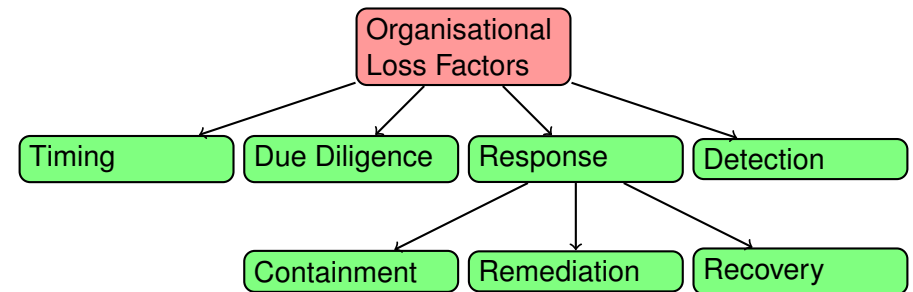 Organisational
Loss Factors
Timing
Due Diligence
Response
Detection
Containment
Remediation
Recovery